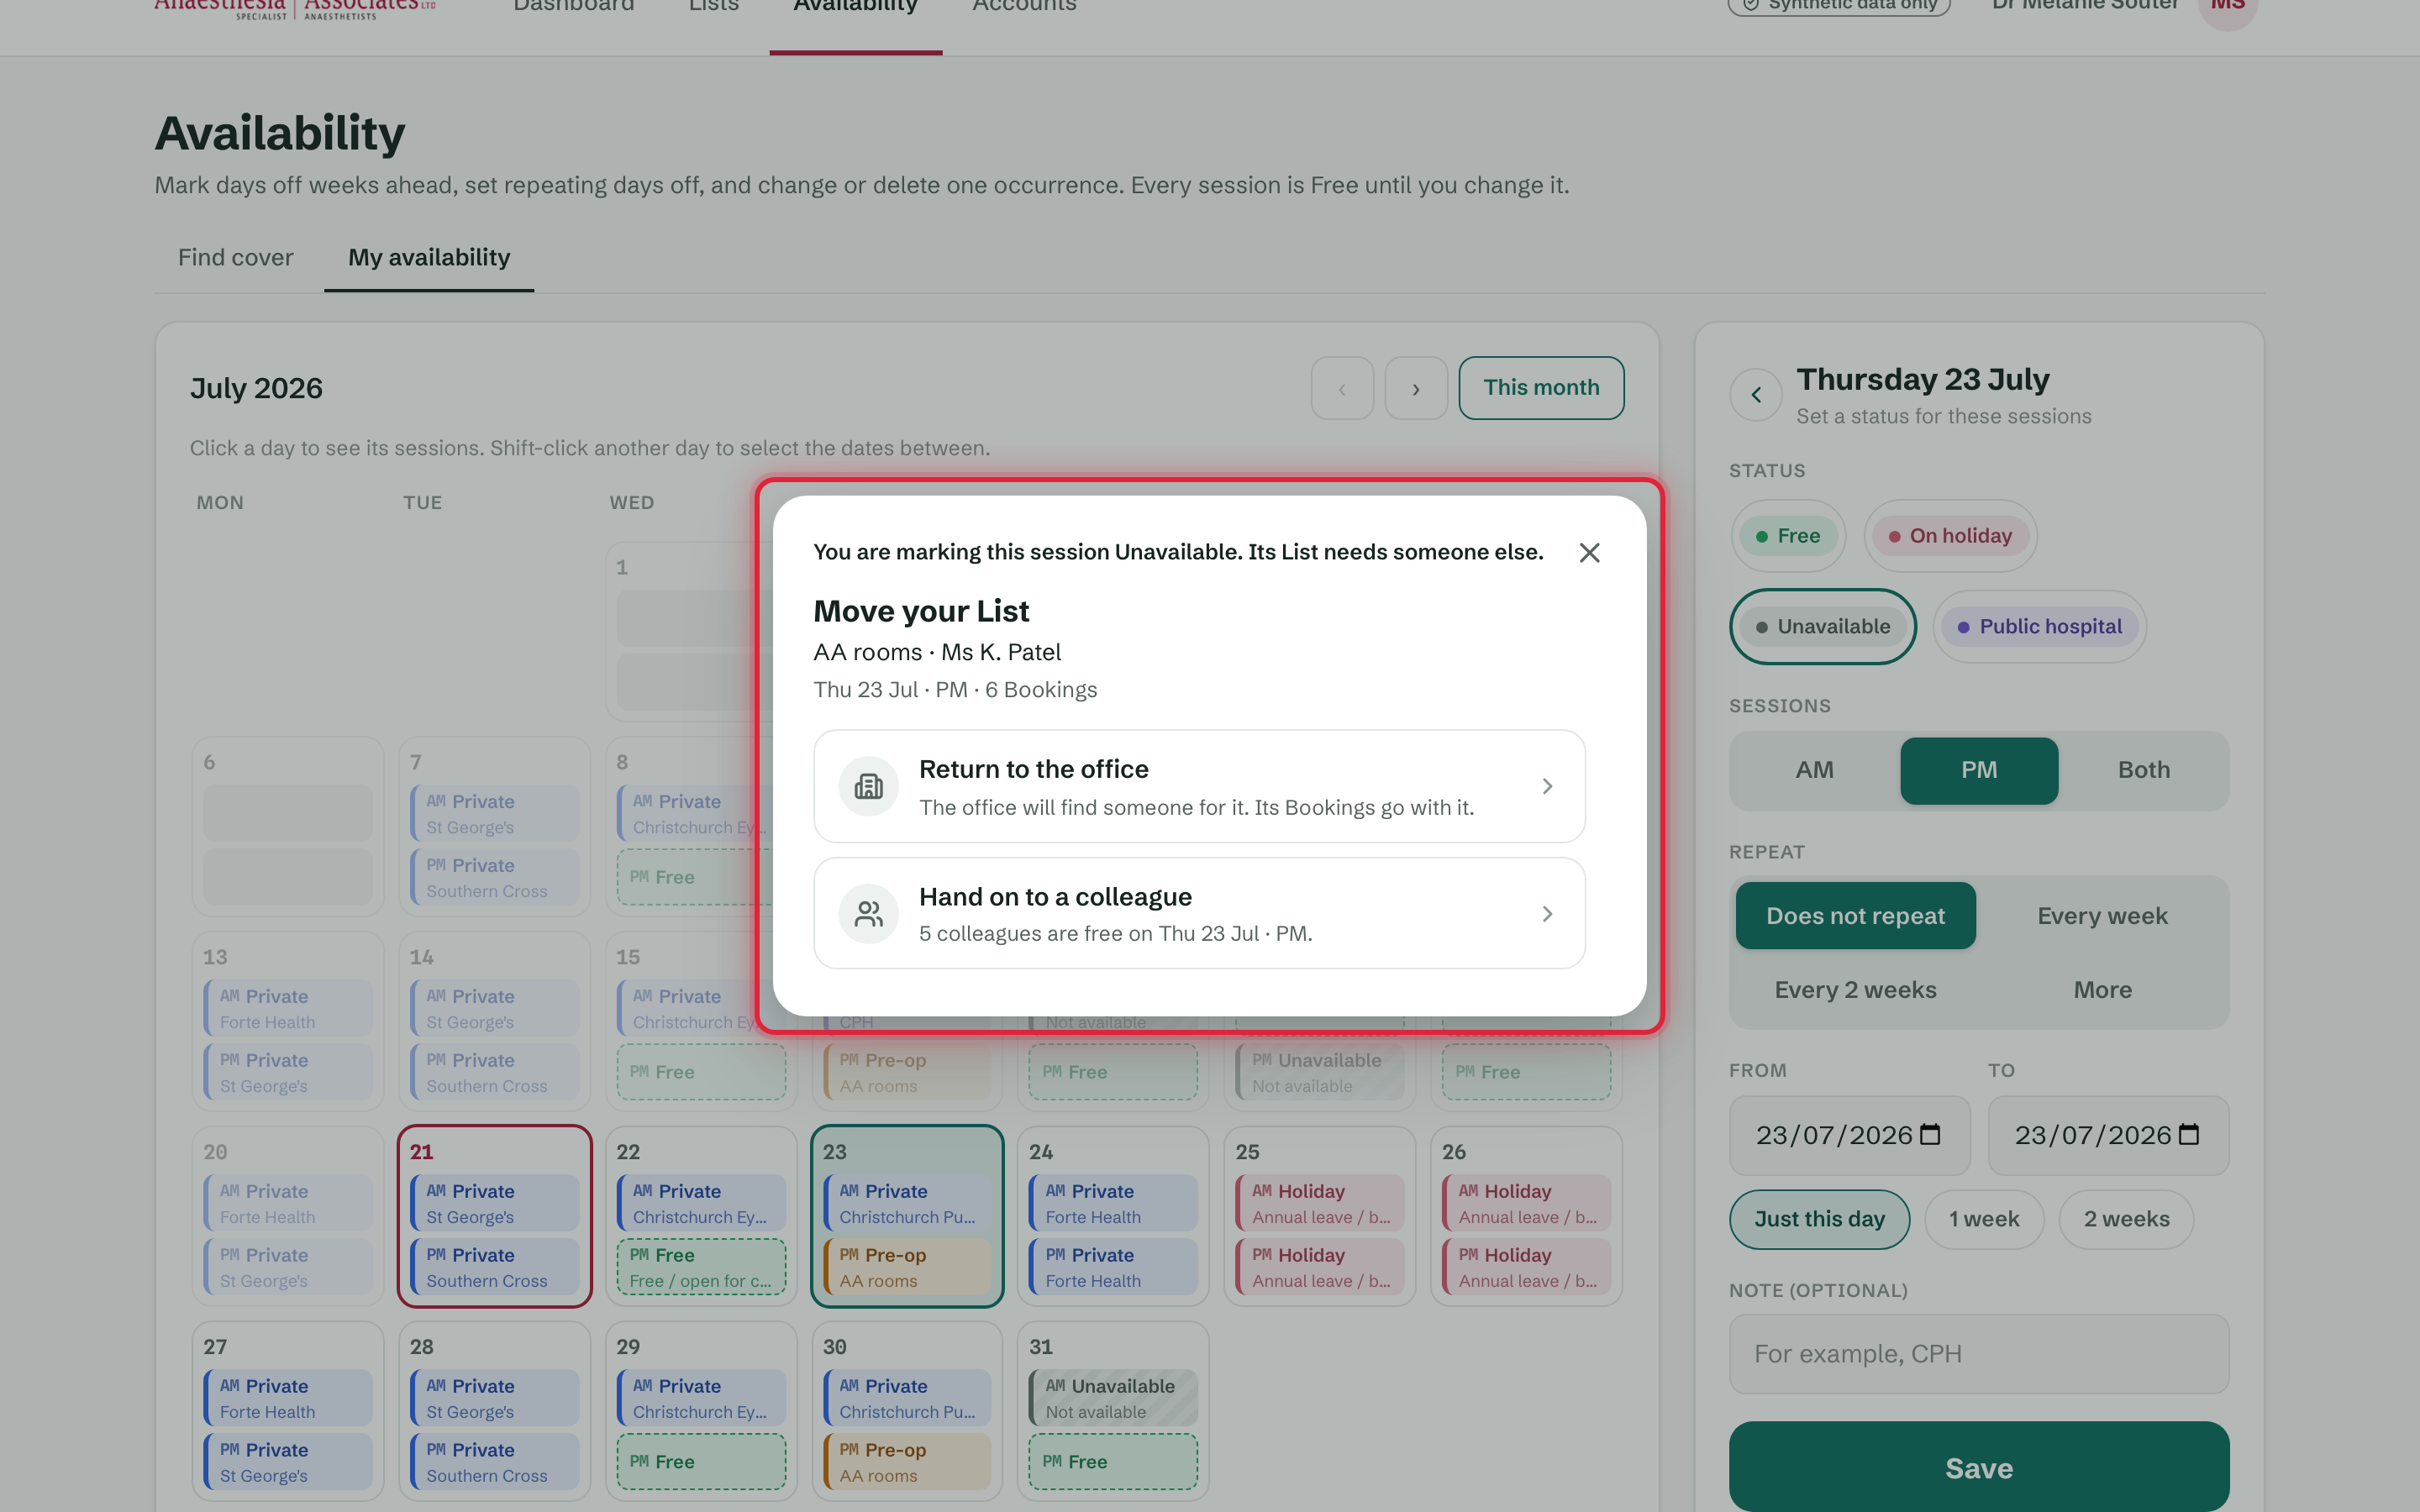 Anaesthesia | Associates LTD
SPECIALIST | ANAESTHETISTS
Dashboard
Lists
Availability
Accounts
Synthetic data only
Dr Melanie Souter
MS
Availability
Mark days off weeks ahead, set repeating days off, and change or delete one occurrence. Every session is Free until you change it.
Find cover
My availability
July 2026
‹
›
This month
Click a day to see its sessions. Shift-click another day to select the dates between.
MON
TUE
WED
1
You are marking this session Unavailable. Its List needs someone else.
Move your List
AA rooms · Ms K. Patel
Thu 23 Jul · PM · 6 Bookings
Return to the office
The office will find someone for it. Its Bookings go with it.
Hand on to a colleague
5 colleagues are free on Thu 23 Jul · PM.
6
7
AM Private
St George's
PM Private
Southern Cross
8
AM Private
Christchurch Ey...
PM Free
13
AM Private
Forte Health
PM Private
St George's
14
AM Private
St George's
PM Private
Southern Cross
15
AM Private
Christchurch Ey
PM Free
CPH
PM Pre-op
AA rooms
Not available
PM Free
PM Unavailable
Not available
PM Free
20
AM Private
Forte Health
PM Private
St George's
21
AM Private
St George's
PM Private
Southern Cross
22
AM Private
Christchurch Ey...
PM Free
Free / open for c...
23
AM Private
Christchurch Pu...
PM Pre-op
AA rooms
24
AM Private
Forte Health
PM Private
Forte Health
25
AM Holiday
Annual leave / b...
PM Holiday
Annual leave / b...
26
AM Holiday
Annual leave / b...
PM Holiday
Annual leave / b...
27
AM Private
Forte Health
PM Private
St George's
28
AM Private
St George's
PM Private
Southern Cross
29
AM Private
Christchurch Ey...
PM Free
30
AM Private
Christchurch Pu...
PM Pre-op
AA rooms
31
AM Unavailable
Not available
PM Free
Thursday 23 July
Set a status for these sessions
STATUS
Free
On holiday
Unavailable
Public hospital
SESSIONS
AM
PM
Both
REPEAT
Does not repeat
Every week
Every 2 weeks
More
FROM
TO
23/07/2026
23/07/2026
Just this day
1 week
2 weeks
NOTE (OPTIONAL)
For example, CPH
Save